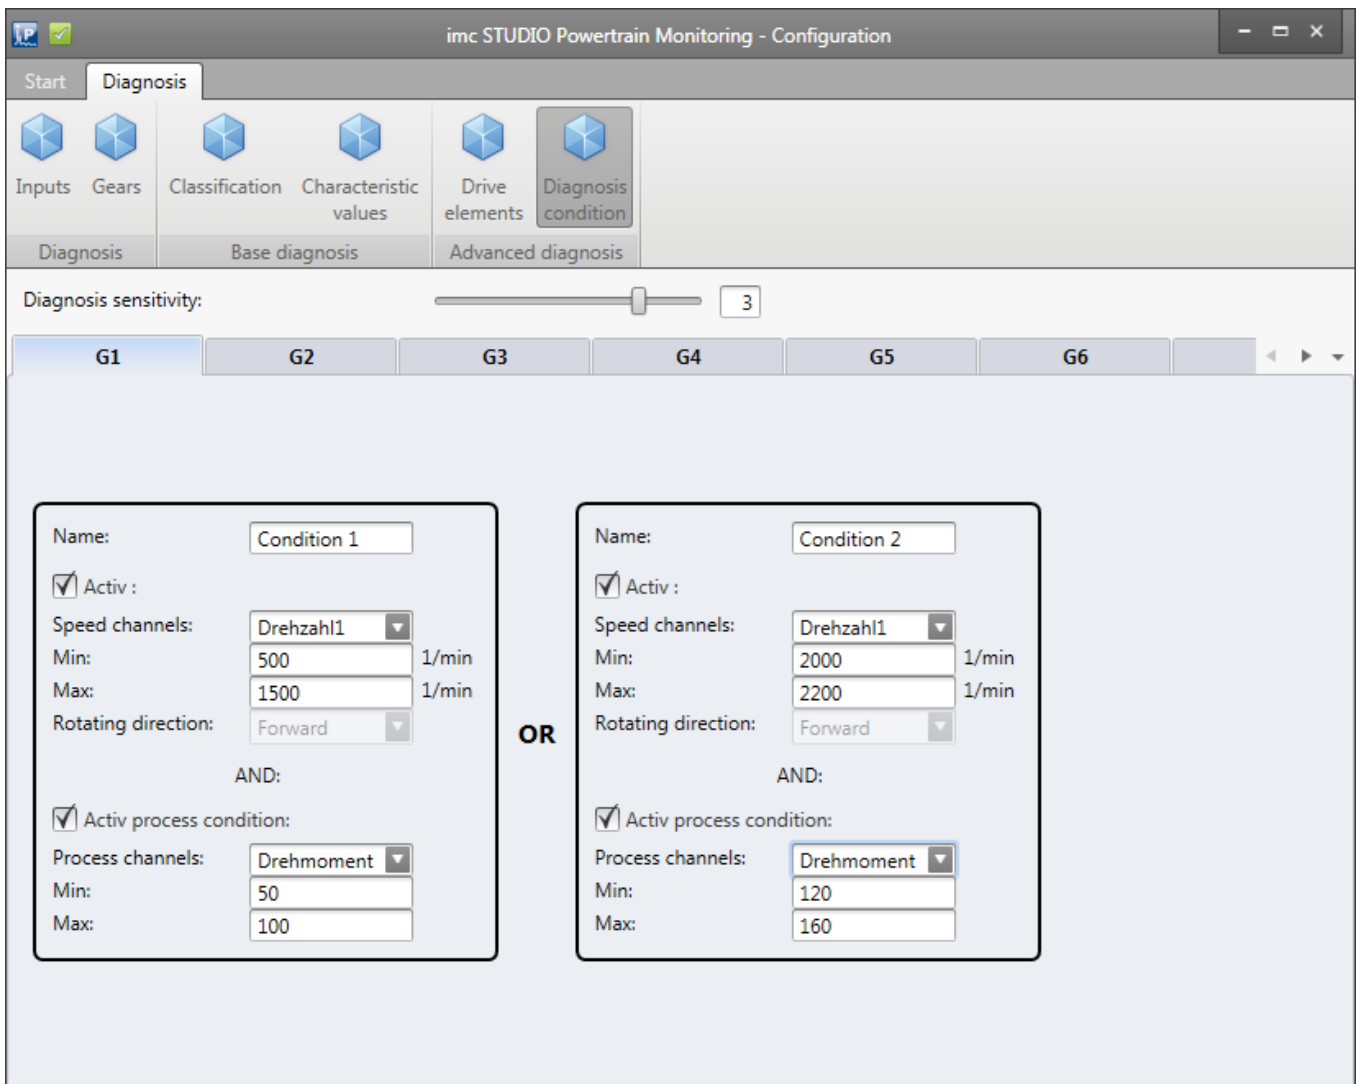 imc STUDIO Powertrain Monitoring - Configuration
Start Diagnosis
Inputs Gears Classification Characteristic values Drive elements Diagnosis condition
Diagnosis Base diagnosis Advanced diagnosis
Diagnosis sensitivity: 3
G1 G2 G3 G4 G5 G6
Name: Condition 1
Activ :
Speed channels: Drehzahl1
Min: 500 1/min
Max: 1500 1/min
Rotating direction: Forward
AND:
Activ process condition:
Process channels: Drehmoment
Min: 50
Max: 100
OR
Name: Condition 2
Activ :
Speed channels: Drehzahl1
Min: 2000 1/min
Max: 2200 1/min
Rotating direction: Forward
AND:
Activ process condition:
Process channels: Drehmoment
Min: 120
Max: 160